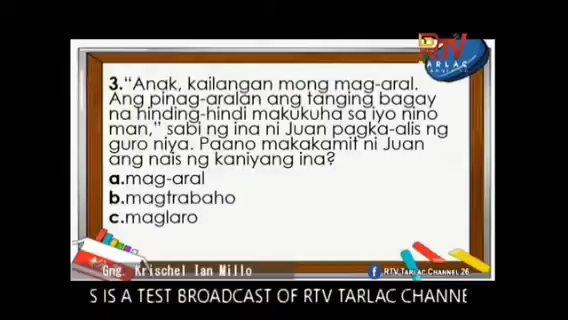 RTV
TARLAC
3."Anak, kailangan mong mag-aral.
Ang pinag-aralan ang tanging bagay
na hinding-hindi makukuha sa iyo nino
man," sabi ng ina ni Juan pagka-alis ng
guro niya. Paano makakamit ni Juan
ang nais ng kaniyang ina?
a.mag-aral
b.magtrabaho
c.maglaro
Gng. Krischel Ian Millo
f RTV Tarlac Channel 26
S IS A TEST BROADCAST OF RTV TARLAC CHANNE